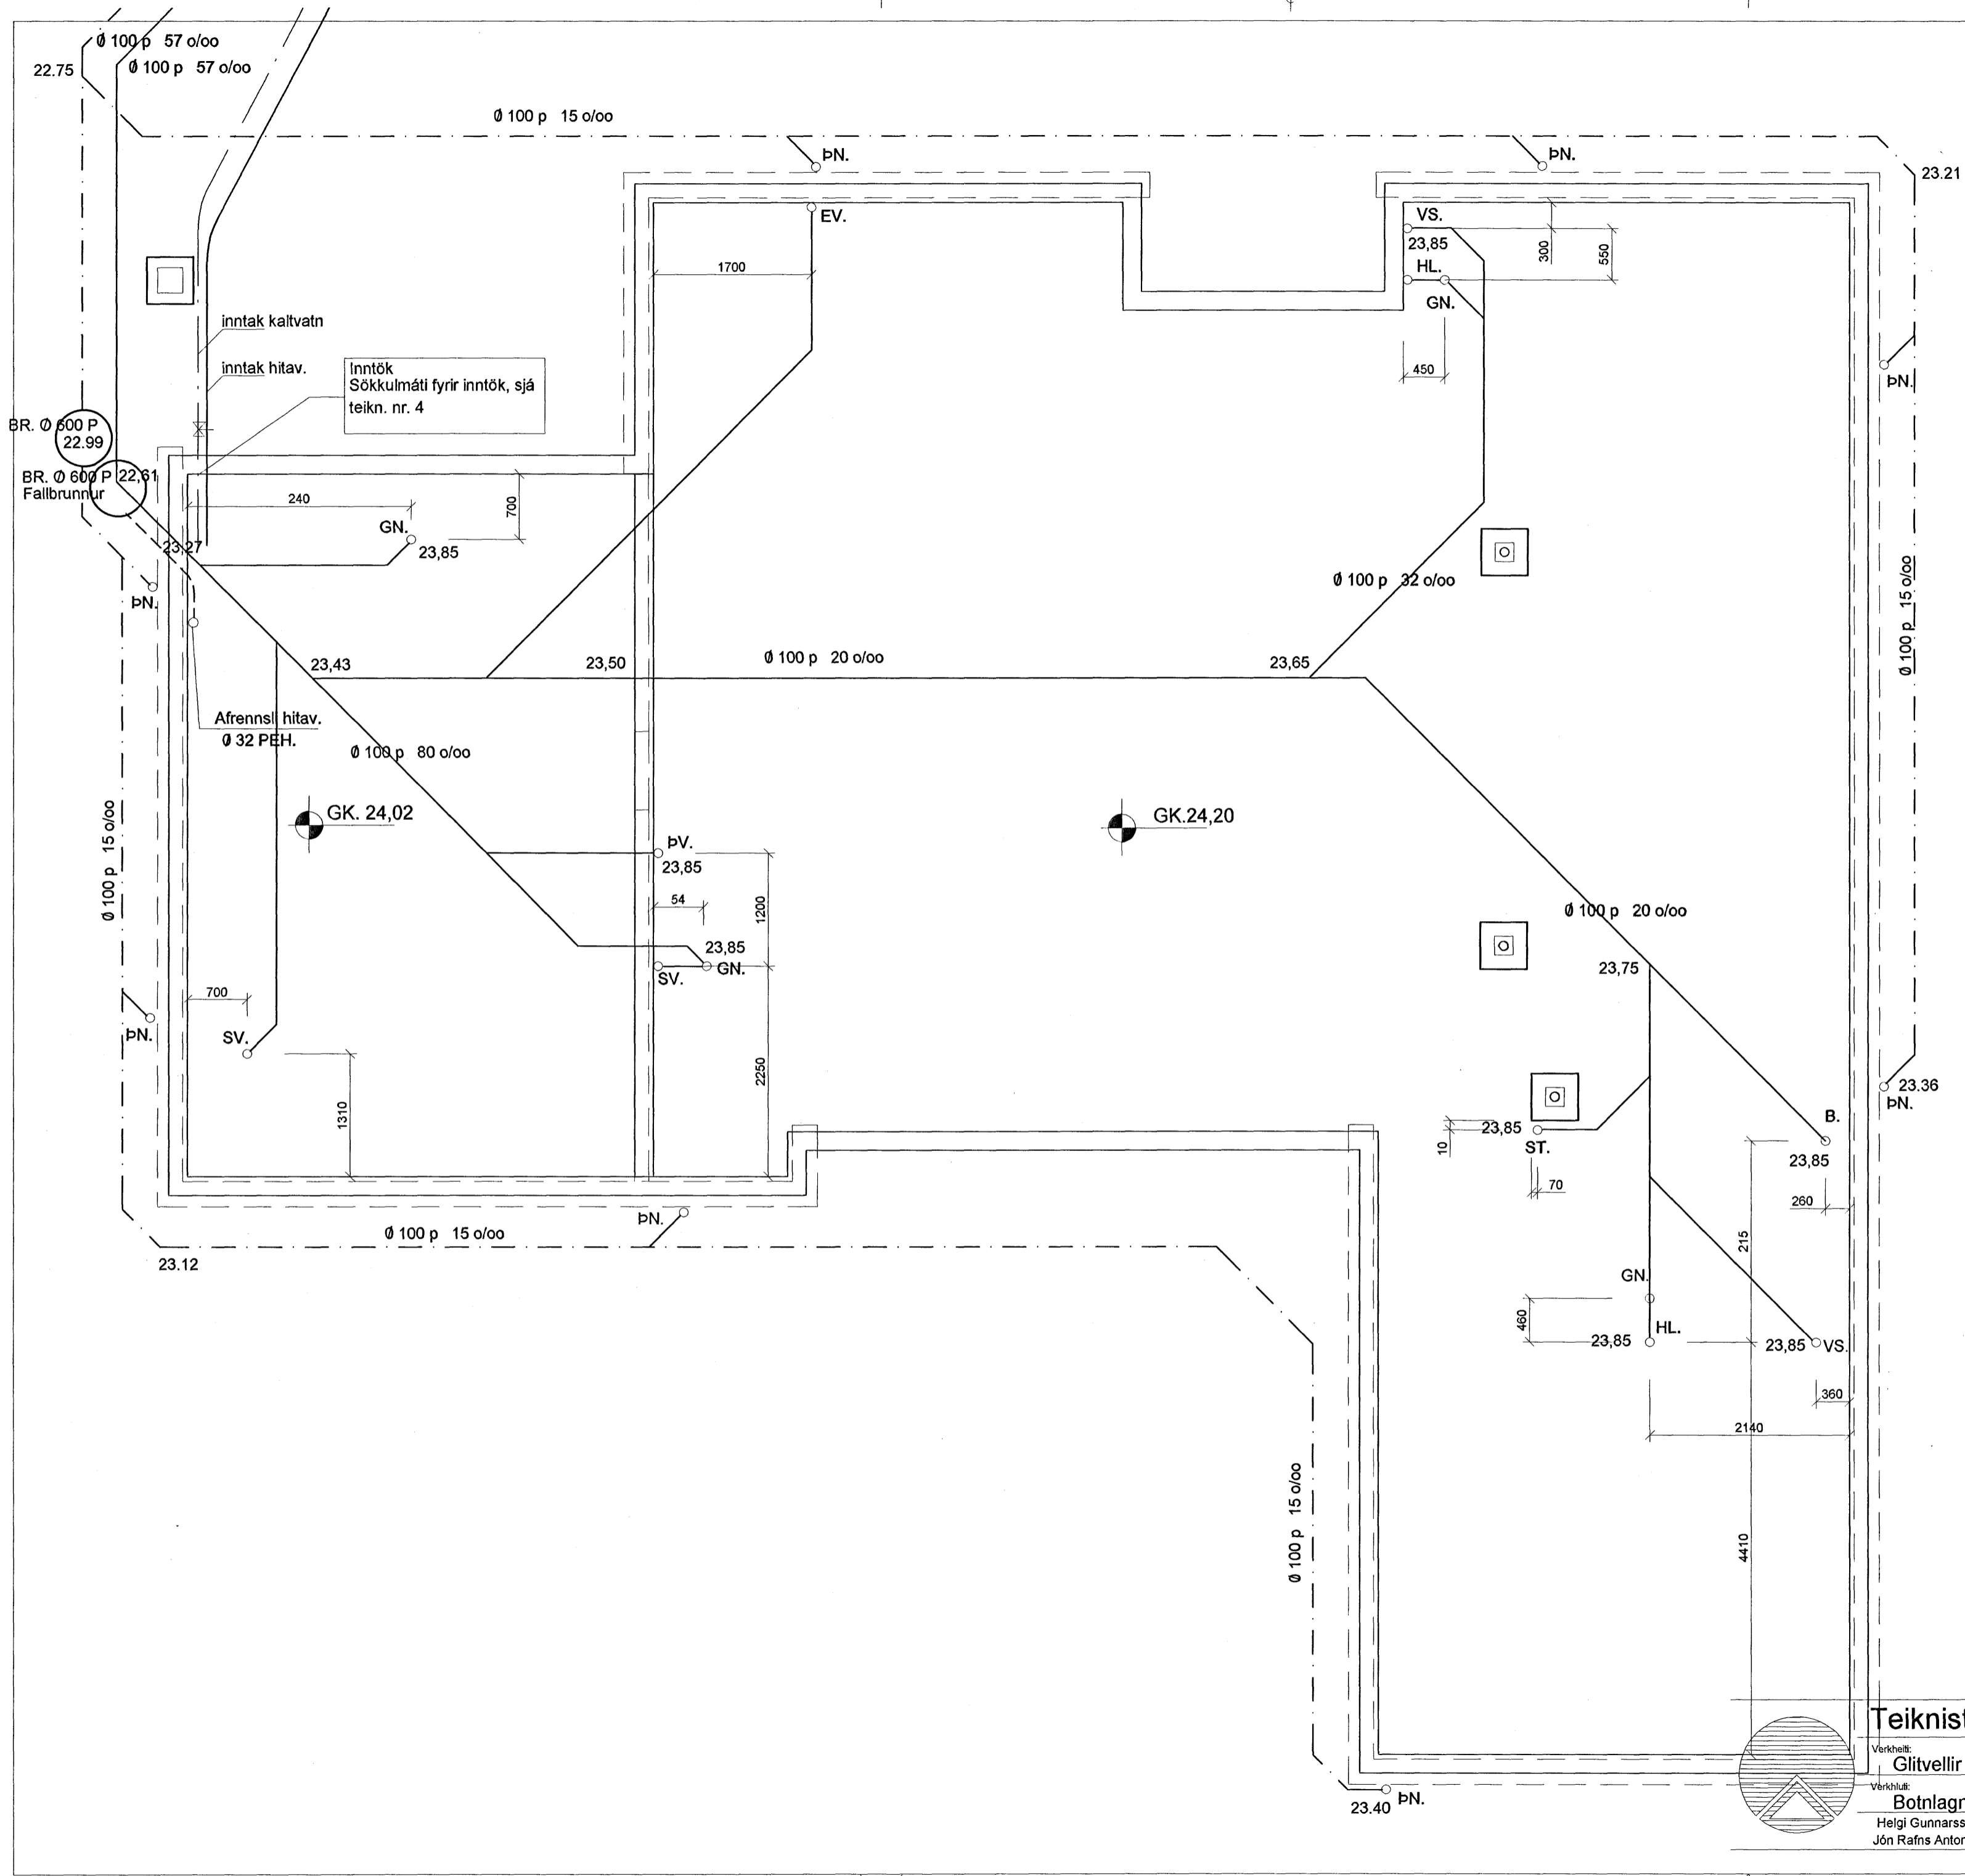 Ø 100 p 57 o/oo
22.75
Ø 100 p 57 o/oo
Ø 100 p 15 o/oo
ÞN.
ÞN.
23.21
EV.
VS.
23,85
300
550
1700
HL.
GN.
inntak kaltvatn
inntak hitav.
Inntök
Sökkulmáti fyrir inntök, sjá
teikn. nr. 4
450
ÞN.
BR. Ø 600 P
22.99
BR. Ø 600 P 22,61
Fallbrunnur
240
700
GN.
23,85
23,27
ÞN.
Ø 100 p 32 o/oo
Ø 100 p 15 o/oo
23,43
23,50
Ø 100 p 20 o/oo
23,65
Afrennsli hitav.
Ø 32 PEH.
Ø 100 p 80 o/oo
GK. 24,02
GK.24,20
Ø 100 p 15 o/oo
ÞV.
23,85
54
1200
Ø 100 p 20 o/oo
23,85
GN.
SV.
23,75
700
ÞN.
SV.
1310
2250
23.36
ÞN.
B.
23,85
10
23,85
ST.
70
260
ÞN.
Ø 100 p 15 o/oo
23.12
215
GN.
460
HL.
23,85
23,85
VS.
360
2140
Ø 100 p 15 o/oo
4410
23.40
ÞN.
Teiknist
Verkheiti:
Glitvellir
Verkhluti:
Botnlagn
Helgi Gunnarss
Jón Rafns Anton